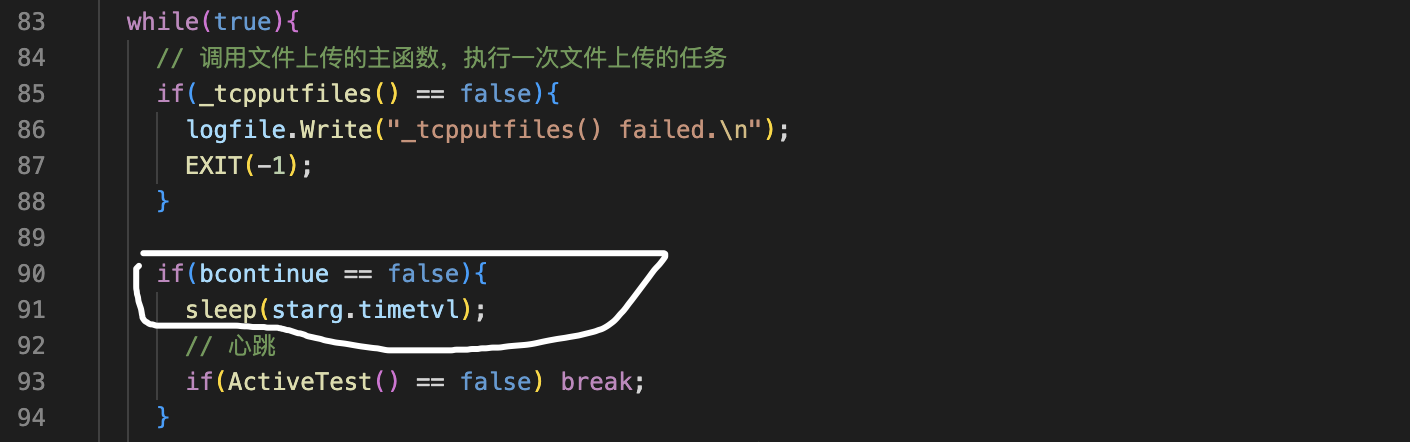 83 while(true){
84 // 调用文件上传的主函数，执行一次文件上传的任务
85 if(_tcpputfiles() == false){
86 logfile.Write("_tcpputfiles() failed.\n");
87 EXIT(-1);
88 }
89
90 if(bcontinue == false){
91 sleep(starg.timetvl);
92 // 心跳
93 if(ActiveTest() == false) break;
94 }